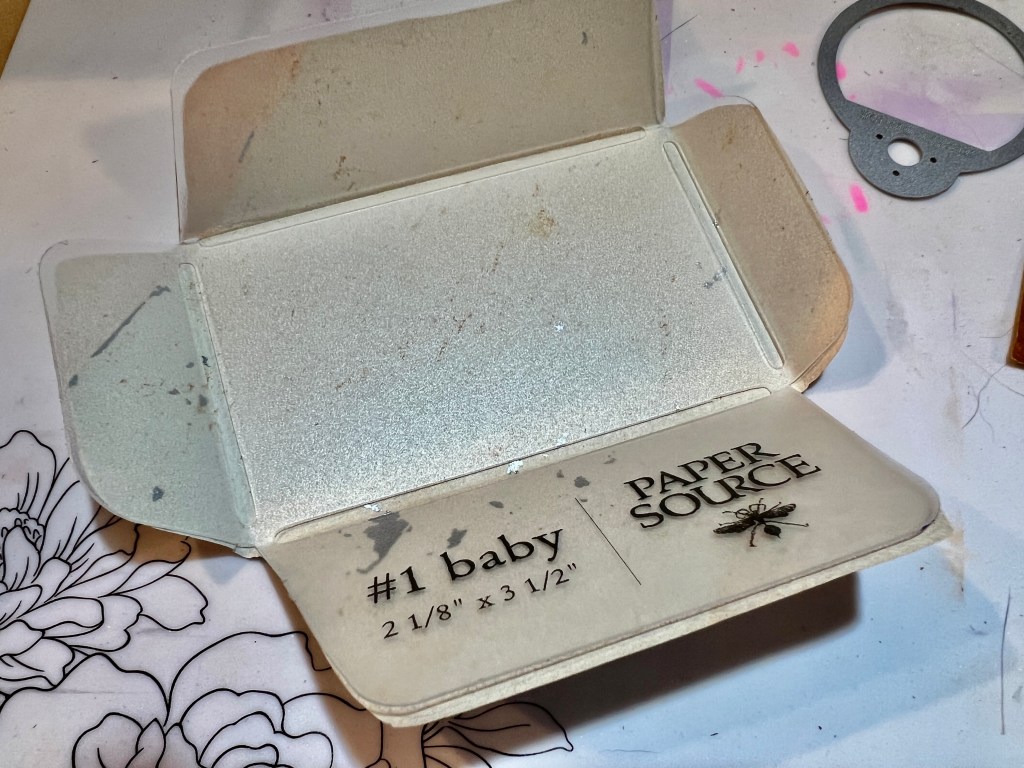 #1 baby
2 1/8" x 3 1/2"
PAPER
SOURCE